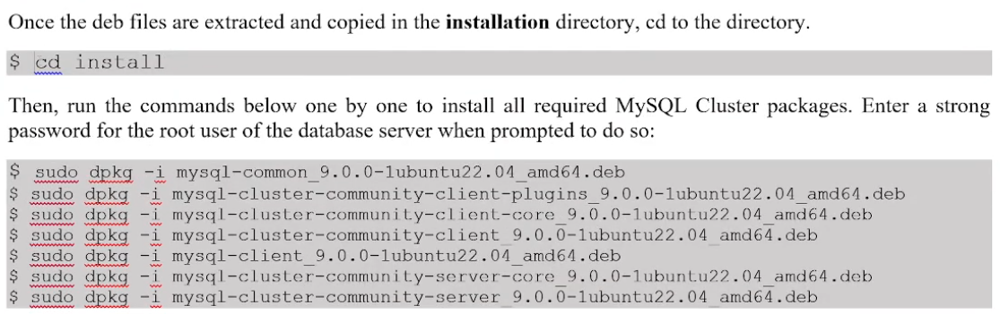 Once the deb files are extracted and copied in the installation directory, cd to the directory.
$ cd install
Then, run the commands below one by one to install all required MySQL Cluster packages. Enter a strong
password for the root user of the database server when prompted to do so:
$ sudo dpkg -i mysql-common_9.0.0-1ubuntu22.04_amd64.deb
$ sudo dpkg -i mysql-cluster-community-client-plugins_9.0.0-1ubuntu22.04_amd64.deb
$ sudo dpkg -i mysql-cluster-community-client-core_9.0.0-1ubuntu22.04_amd64.deb
$ sudo dpkg -i mysql-cluster-community-client_9.0.0-1ubuntu22.04_amd64.deb
$ sudo dpkg -i mysql-client_9.0.0-1ubuntu22.04_amd64.deb
$ sudo dpkg -i mysql-cluster-community-server-core_9.0.0-1ubuntu22.04_amd64.deb
$ sudo dpkg -i mysql-cluster-community-server_9.0.0-1ubuntu22.04_amd64.deb